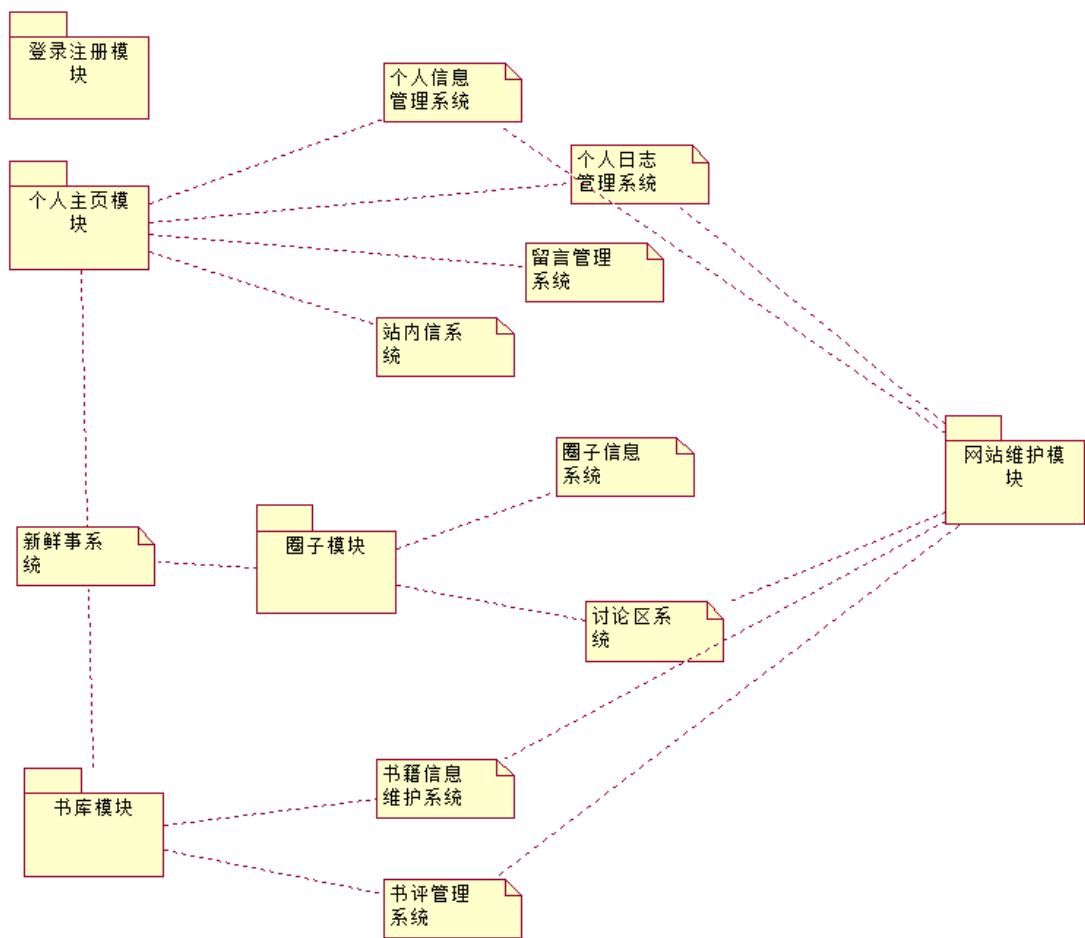 登录注册模
块
个人信息
管理系统
个人日志
管理系统
个人主页模
块
留言管理
系统
站内信系
统
圈子信息
系统
网站维护模
块
新鲜事系
统
圈子模块
讨论区系
统
书籍信息
维护系统
书库模块
书评管理
系统